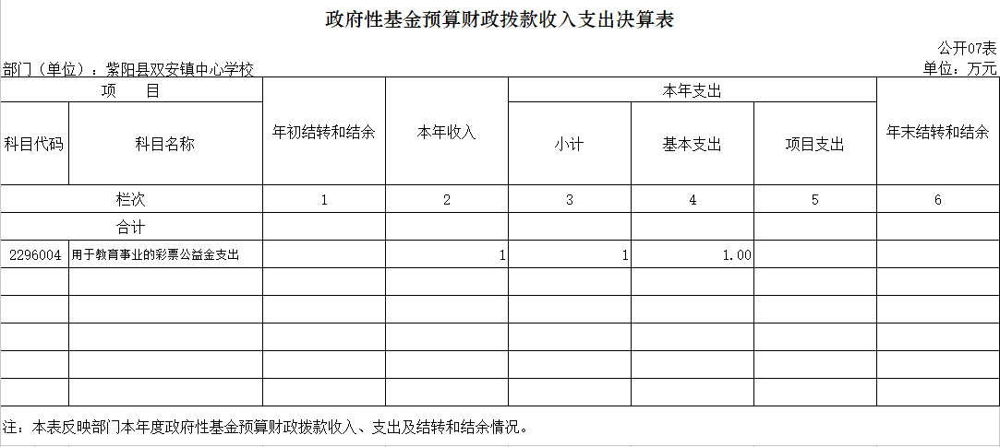 政府性基金预算财政拨款收入支出决算表
公开07表
部门（单位）：紫阳县双安镇中心学校 单位：万元
项 目 年初结转和结余 本年收入 本年支出 年末结转和结余
科目代码 科目名称 小计 基本支出 项目支出
栏次 1 2 3 4 5 6
合计
2296004 用于教育事业的彩票公益金支出 1 1 1.00
注：本表反映部门本年度政府性基金预算财政拨款收入、支出及结转和结余情况。